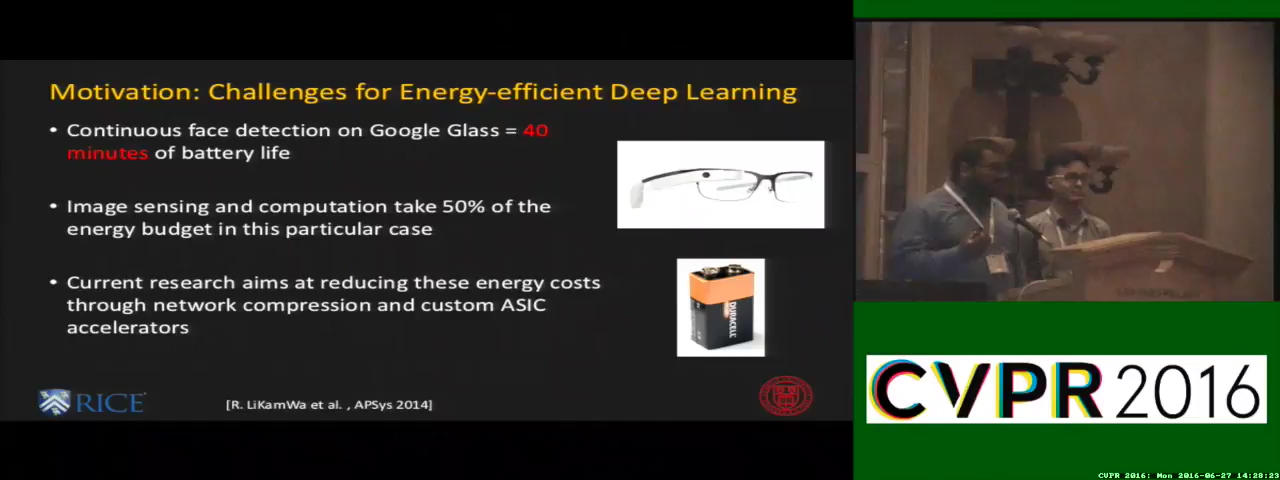 Motivation: Challenges for Energy-efficient Deep Learning
• Continuous face detection on Google Glass = 40
minutes of battery life
• Image sensing and computation take 50% of the
energy budget in this particular case
• Current research aims at reducing these energy costs
through network compression and custom ASIC
accelerators
DURACELL
RICE
[R. LiKamWa et al. , APSys 2014]
CVPR 2016
CVPR 2016: Mon 2016-06-27 14:28:23